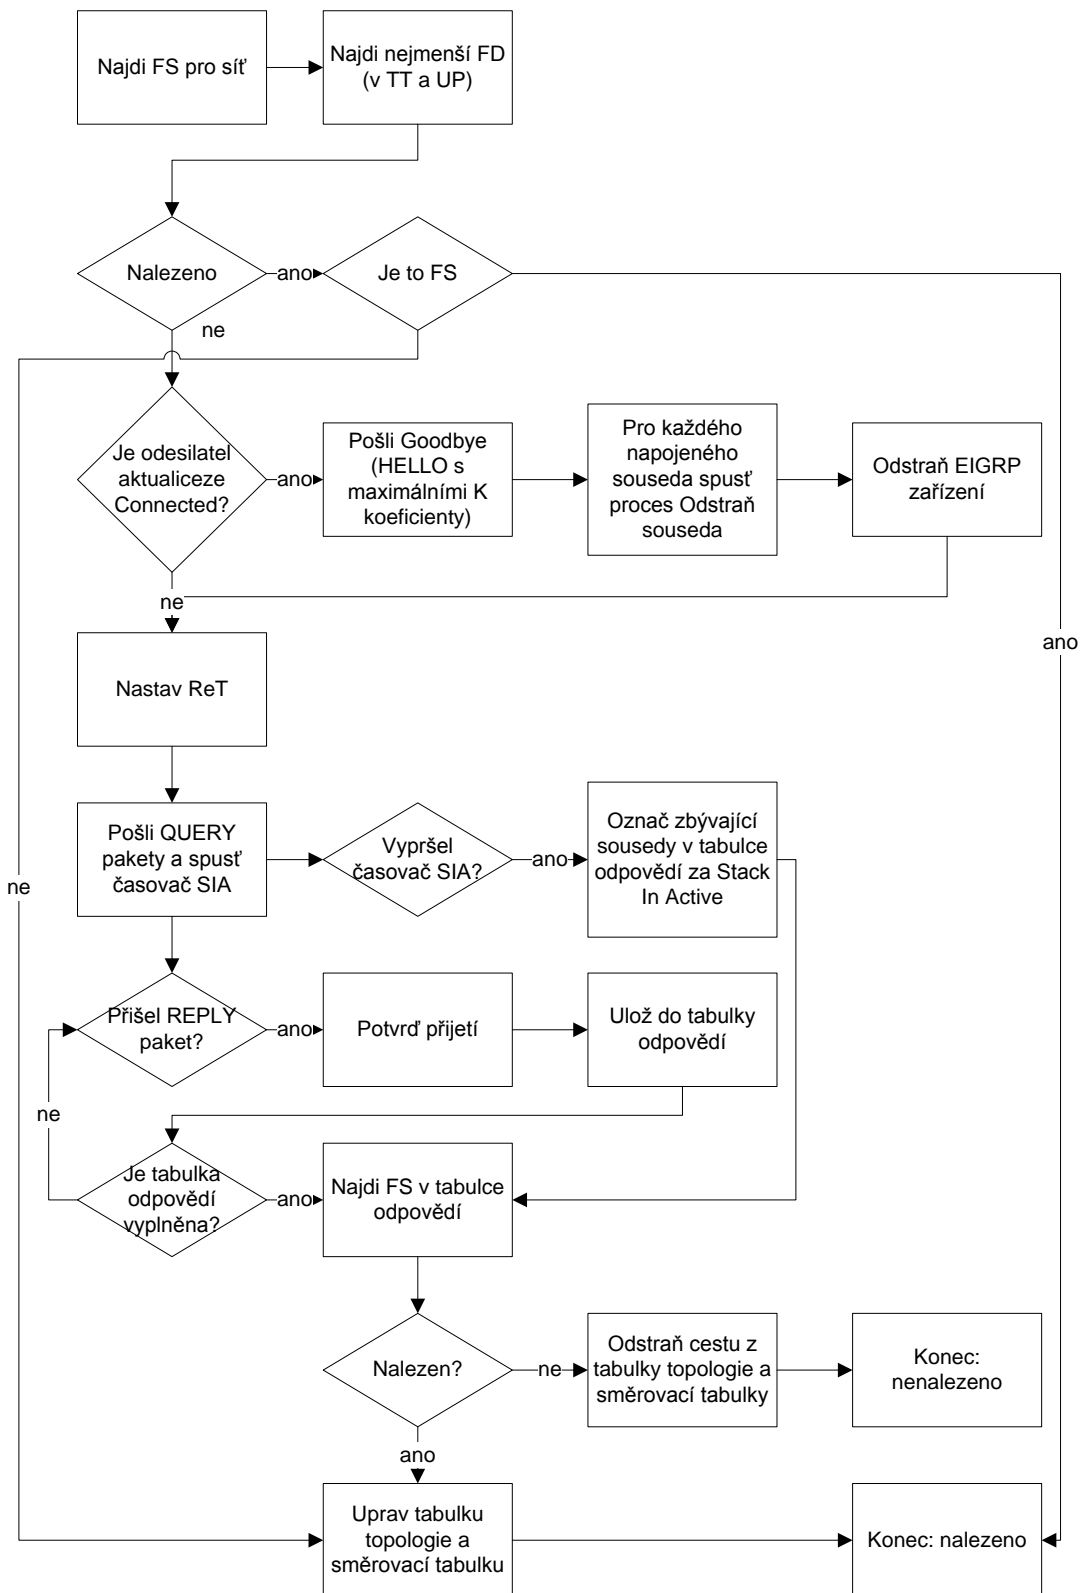 Najdi FS pro síť
Najdi nejmenší FD
(v TT a UP)
Nalezeno
ano
Je to FS
ne
Je odesilatel
aktualiceze
Connected?
ano
Pošli Goodbye
(HELLO s
maximálními K
koeficienty)
Pro každého
napojeného
souseda spusť
proces Odstraň
souseda
Odstraň EIGRP
zařízení
ne
ano
Nastav ReT
Pošli QUERY
pakety a spusť
časovač SIA
Vypršel
časovač SIA?
ano
Označ zbývající
sousedy v tabulce
odpovědí za Stack
In Active
ne
Přišel REPLY
paket?
ano
Potvrď přijetí
Ulož do tabulky
odpovědí
ne
Je tabulka
odpovědí
vyplněna?
ano
Najdi FS v tabulce
odpovědí
Nalezen?
ne
Odstraň cestu z
tabulky topologie a
směrovací tabulky
Konec:
nenalezeno
ano
Uprav tabulku
topologie a
směrovací tabulku
Konec: nalezeno